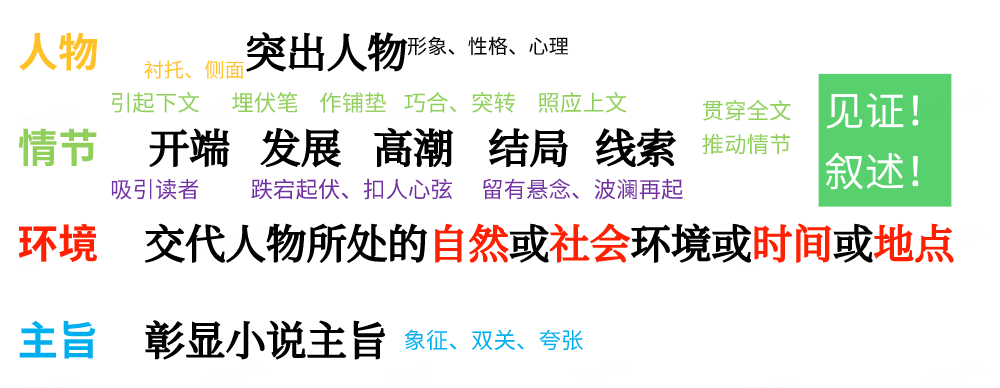 人物 衬托、侧面 突出人物 形象、性格、心理
引起下文 埋伏笔 作铺垫 巧合、突转 照应上文
情节 开端 发展 高潮 结局 线索
吸引读者 跌宕起伏、扣人心弦 留有悬念、波澜再起
贯穿全文
推动情节
见证！
叙述！
环境 交代人物所处的自然或社会环境或时间或地点
主旨 彰显小说主旨 象征、双关、夸张